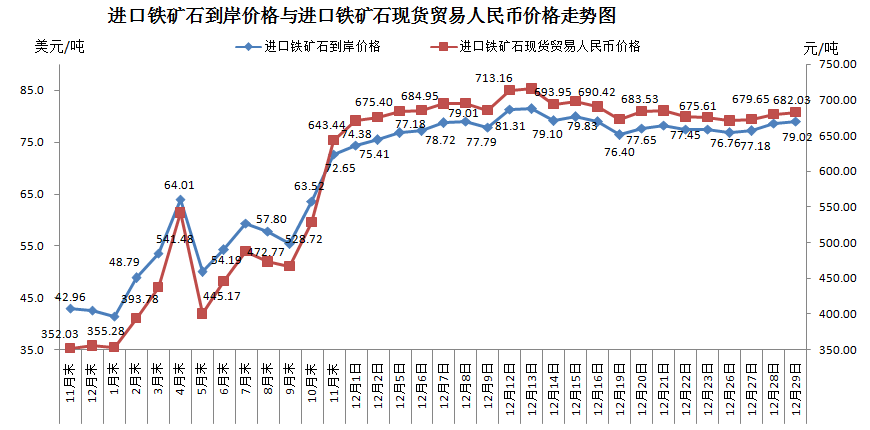 进口铁矿石到岸价格与进口铁矿石现货贸易人民币价格走势图
美元/吨
进口铁矿石到岸价格
进口铁矿石现货贸易人民币价格
元/吨
85.0
75.0
65.0
55.0
45.0
35.0
750.00
700.00
650.00
600.00
550.00
500.00
450.00
400.00
350.00
42.96
48.79
64.01
54.19
57.80
63.52
72.65
74.38
75.41
77.18
78.72
79.01
77.79
81.31
79.10
79.83
76.40
77.65
77.45
76.76
77.18
79.02
352.03
355.28
393.78
541.48
445.17
472.77
528.72
643.44
675.40
684.95
713.16
693.95
690.42
683.53
675.61
679.65
682.03
11月末
12月末
1月末
2月末
3月末
4月末
5月末
6月末
7月末
8月末
9月末
10月末
11月末
12月1日
12月2日
12月5日
12月6日
12月7日
12月8日
12月9日
12月12日
12月13日
12月14日
12月15日
12月16日
12月19日
12月20日
12月21日
12月22日
12月23日
12月26日
12月27日
12月28日
12月29日